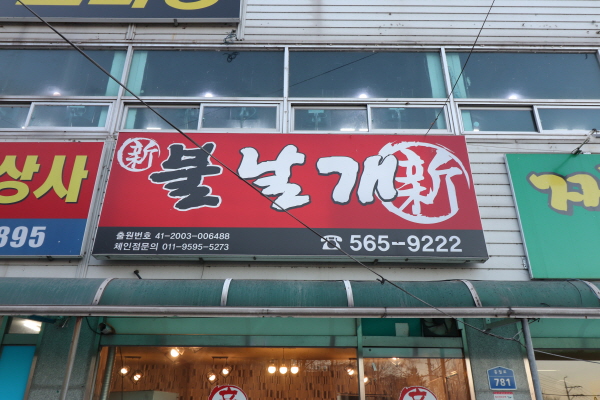 新 불날개 新
출원번호 41-2003-006488
체인점문의 011-9595-5273
☎ 565-9222
상사
895
781